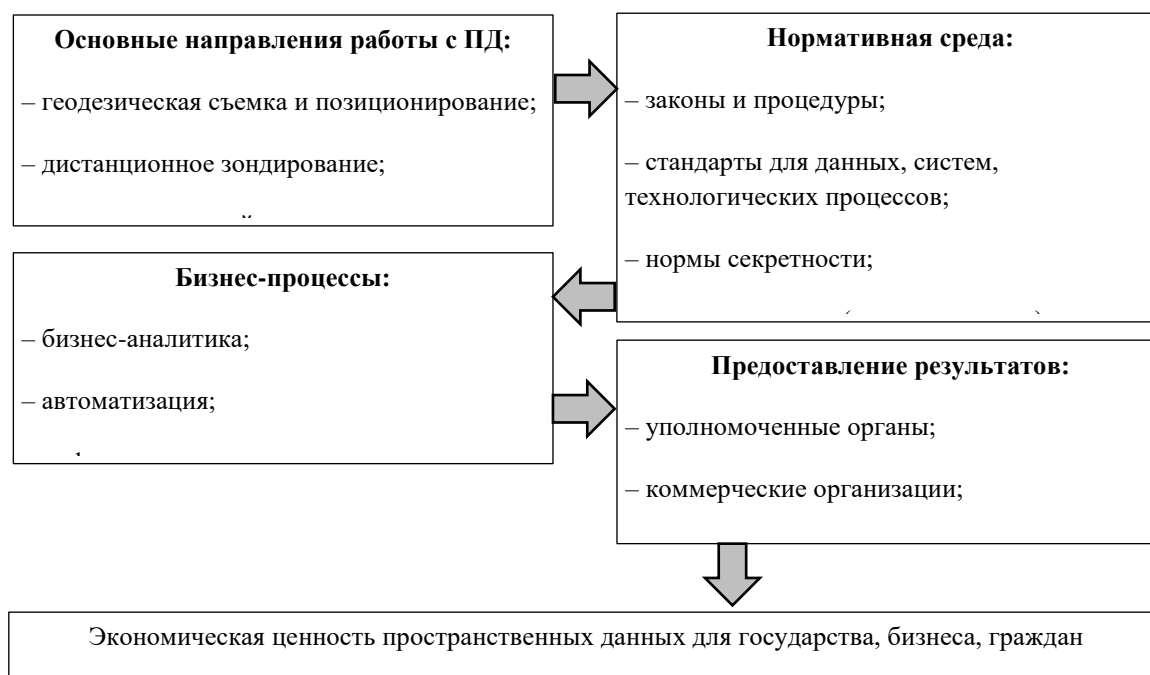 Основные направления работы с ПД:
– геодезическая съемка и позиционирование;
– дистанционное зондирование;
Нормативная среда:
– законы и процедуры;
– стандарты для данных, систем,
технологических процессов;
– нормы секретности;
Бизнес-процессы:
– бизнес-аналитика;
– автоматизация;
Предоставление результатов:
– уполномоченные органы;
– коммерческие организации;
Экономическая ценность пространственных данных для государства, бизнеса, граждан